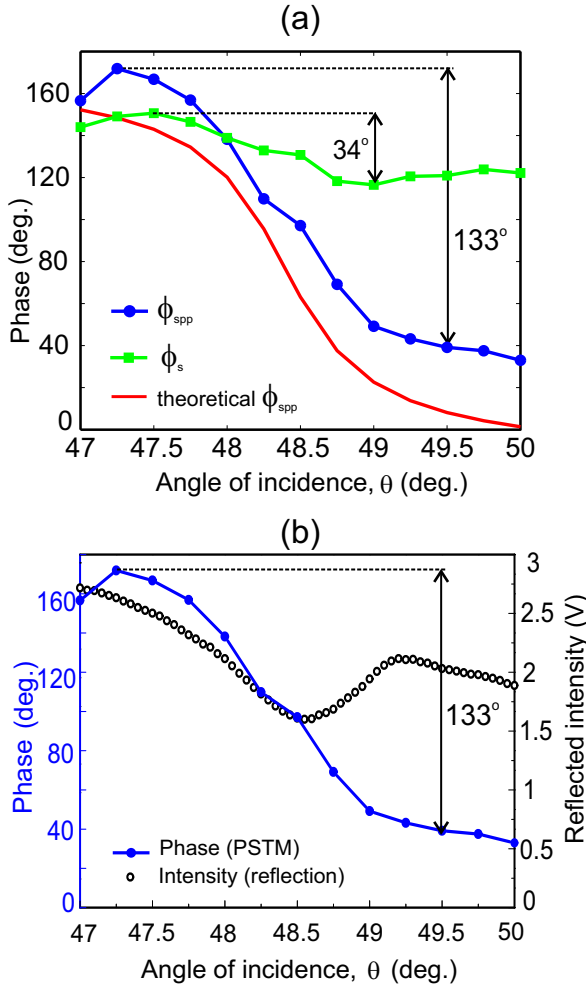 (a)
160
120
80
40
0
Phase (deg.)
34°
133°
ϕspp
ϕs
theoretical ϕspp
47 47.5 48 48.5 49 49.5 50
Angle of incidence, θ (deg.)
(b)
160
120
80
40
0
Phase (deg.)
3
2.5
2
1.5
1
0.5
0
Reflected intensity (V)
133°
Phase (PSTM)
Intensity (reflection)
47 47.5 48 48.5 49 49.5 50
Angle of incidence, θ (deg.)